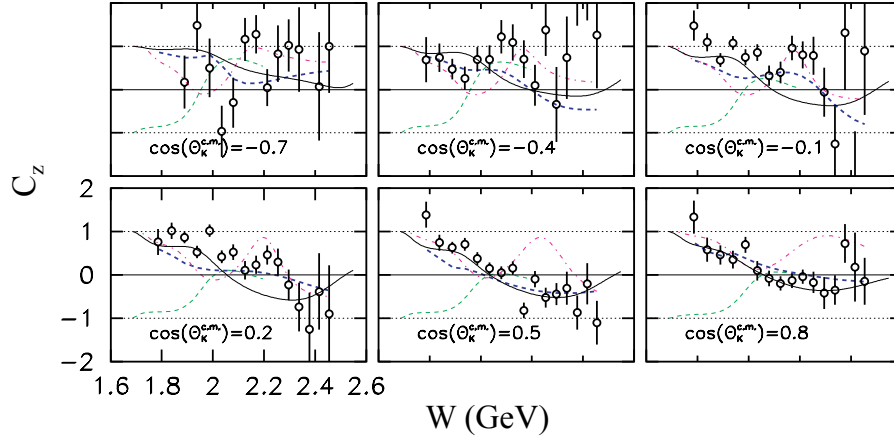 cos(Θ_K^{c.m.})=−0.7
cos(Θ_K^{c.m.})=−0.4
cos(Θ_K^{c.m.})=−0.1
C_z
2
1
0
−1
−2
cos(Θ_K^{c.m.})=0.2
cos(Θ_K^{c.m.})=0.5
cos(Θ_K^{c.m.})=0.8
1.6 1.8 2 2.2 2.4 2.6
W (GeV)